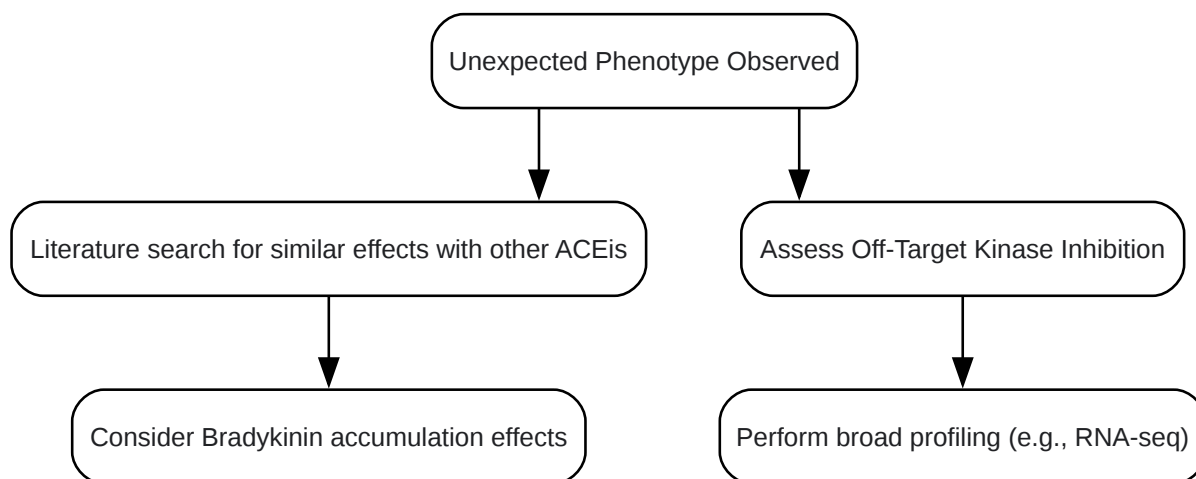 Unexpected Phenotype Observed
Literature search for similar effects with other ACEis
Assess Off-Target Kinase Inhibition
Consider Bradykinin accumulation effects
Perform broad profiling (e.g., RNA-seq)